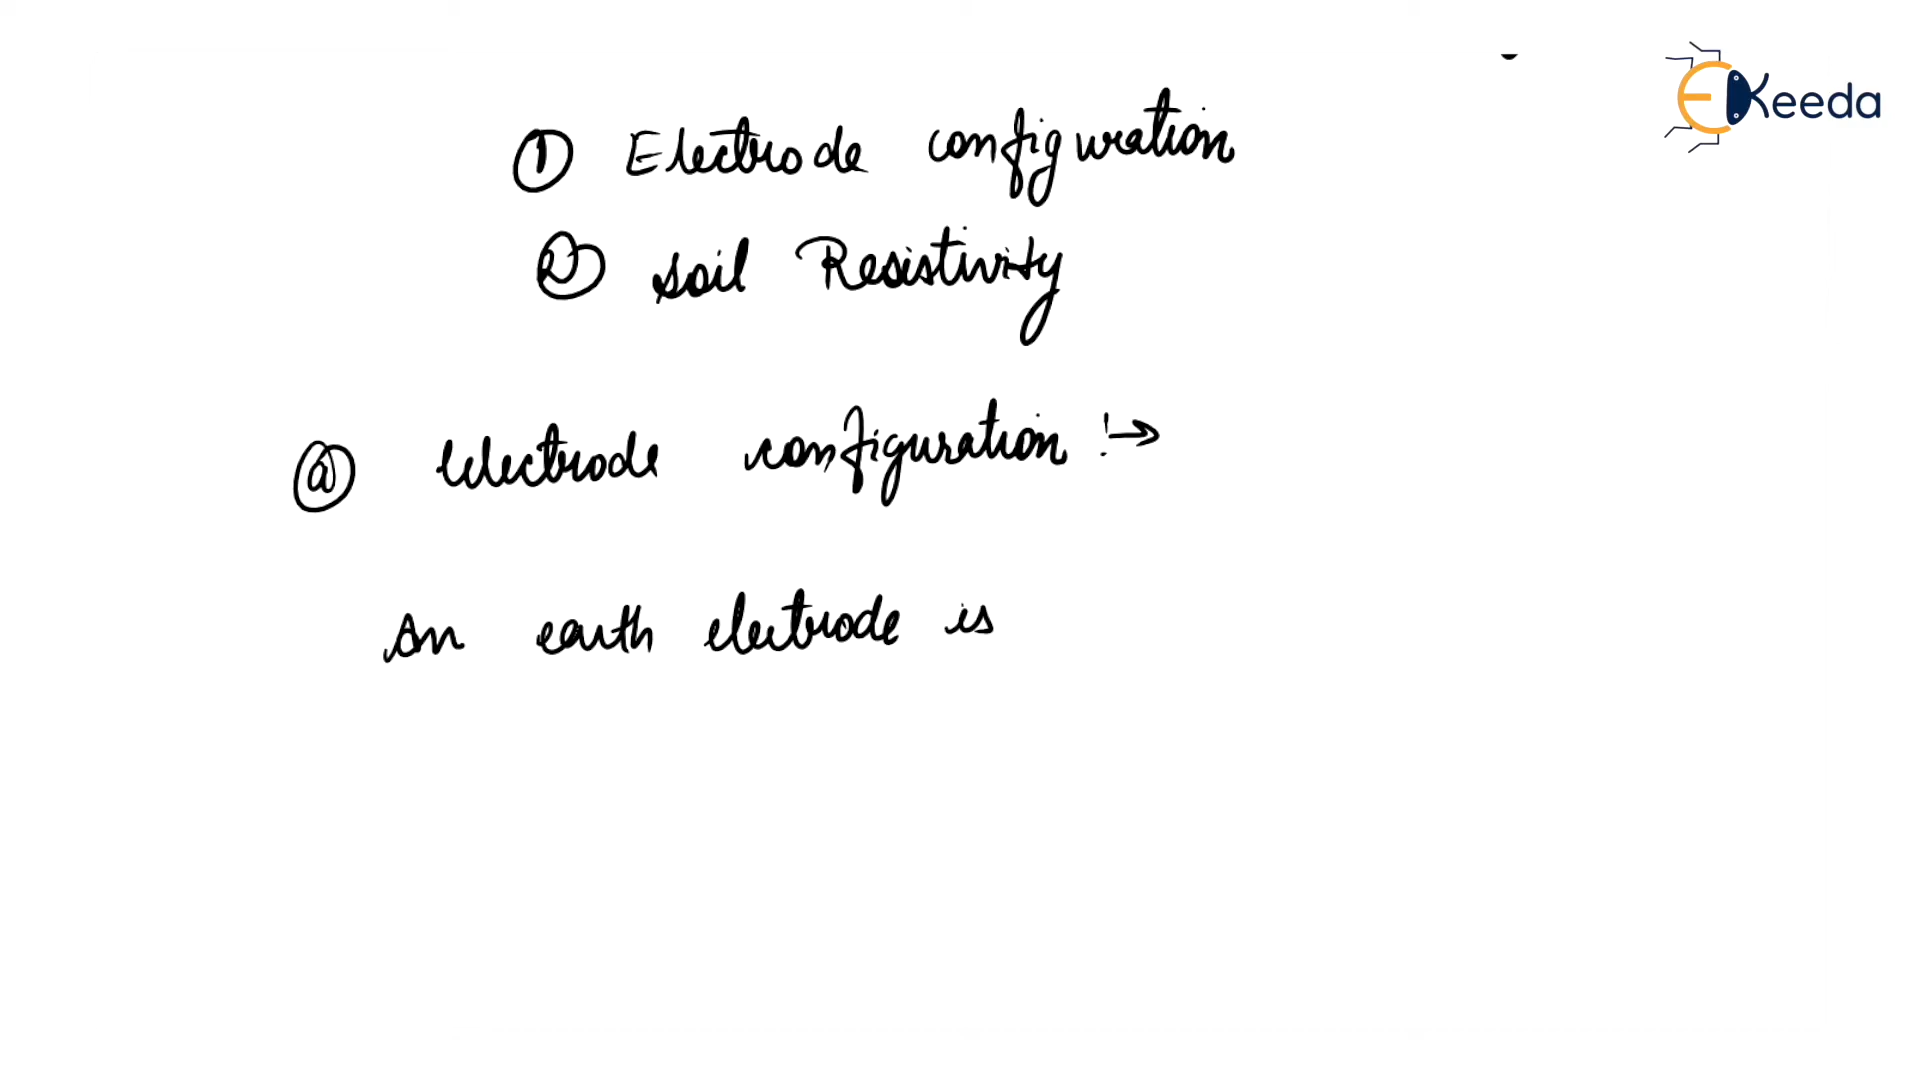 EKeeda
① Electrode configuration
② soil Resistivity
ⓐ electrode configuration :→
An earth electrode is